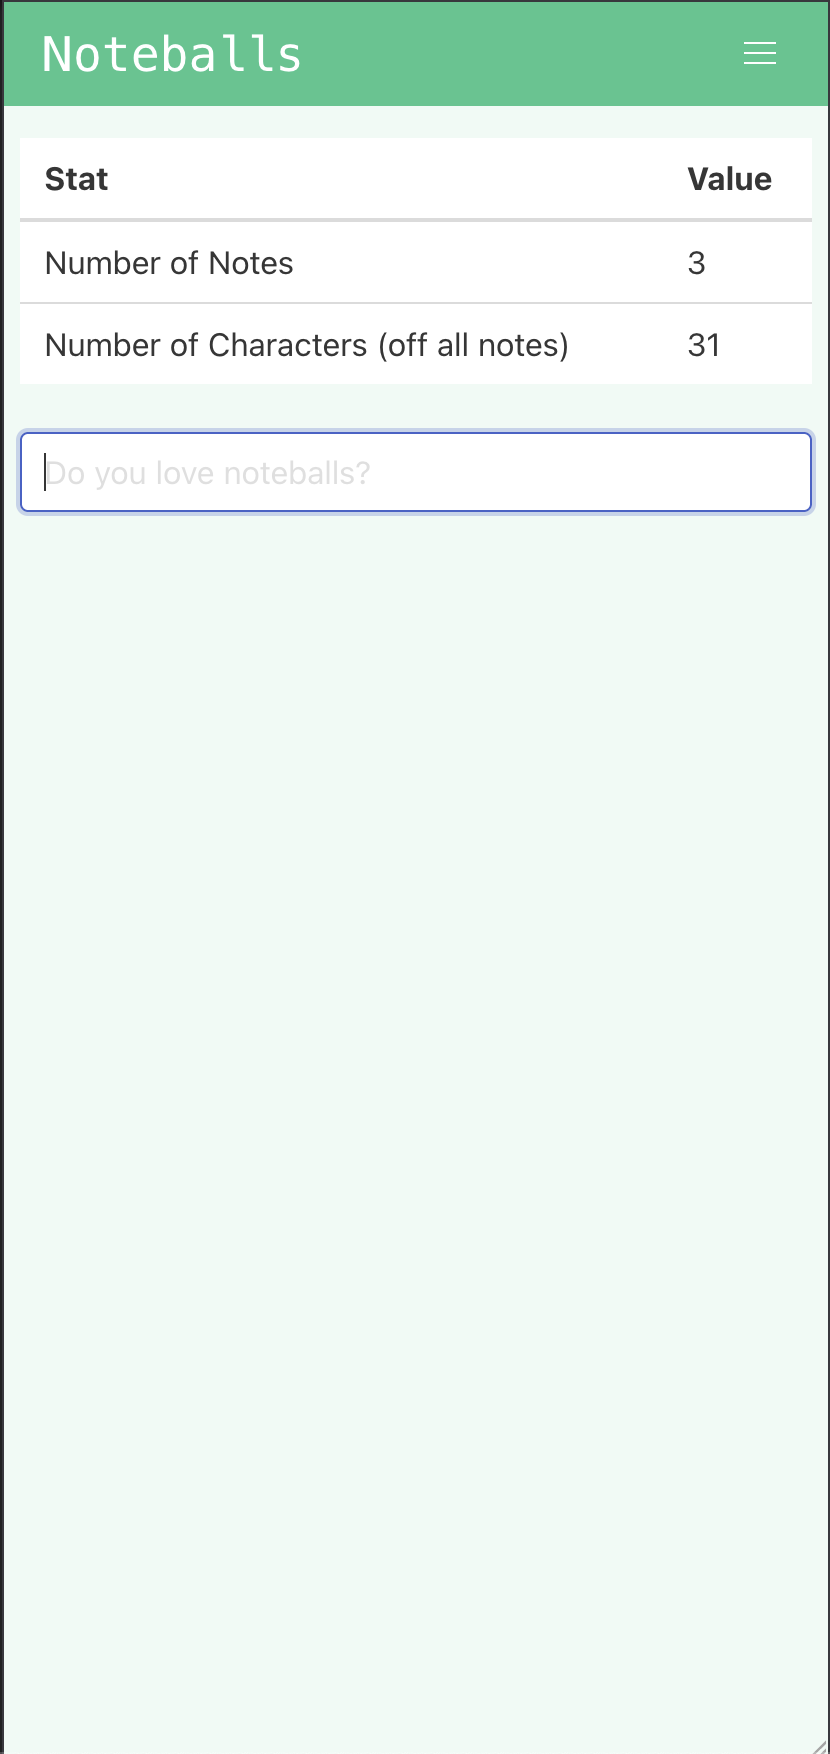 Noteballs
Stat Value
Number of Notes 3
Number of Characters (off all notes) 31
Do you love noteballs?